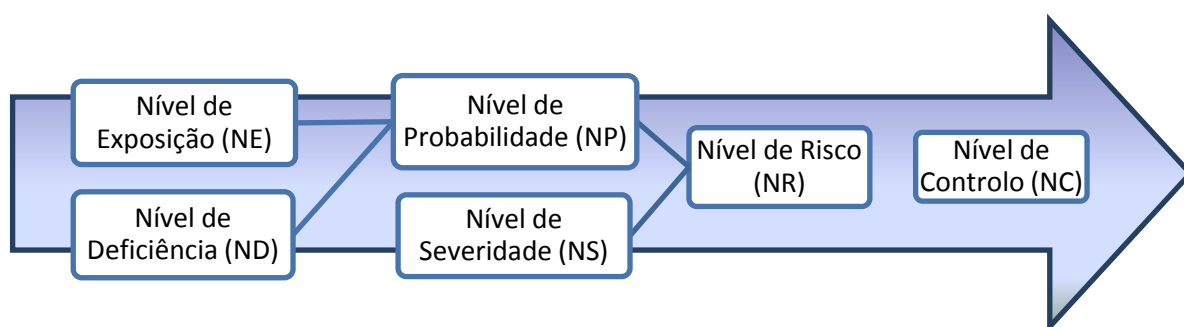 Nível de
Exposição (NE)
Nível de
Deficiência (ND)
Nível de
Probabilidade (NP)
Nível de
Severidade (NS)
Nível de Risco
(NR)
Nível de
Controlo (NC)